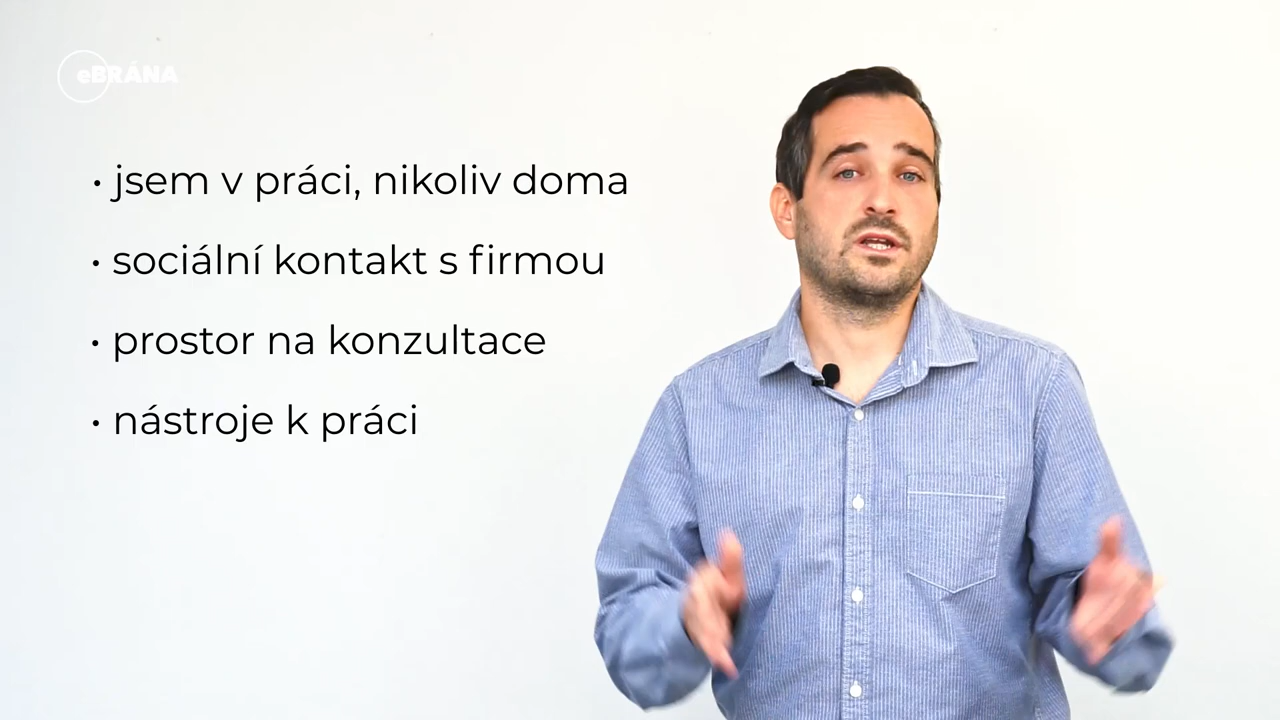 eBRÁNA
• jsem v práci, nikoliv doma
• sociální kontakt s firmou
• prostor na konzultace
• nástroje k práci